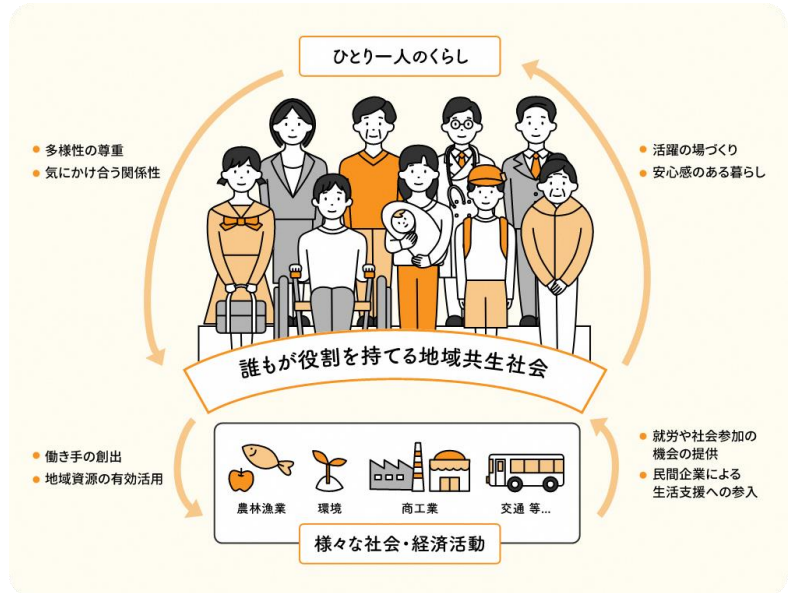 ひとり一人のくらし
多様性の尊重
気にかけ合う関係性
活躍の場づくり
安心感のある暮らし
誰もが役割を持てる地域共生社会
働き手の創出
地域資源の有効活用
就労や社会参加の
機会の提供
民間企業による
生活支援への参入
農林漁業
環境
商工業
交通 等...
様々な社会・経済活動